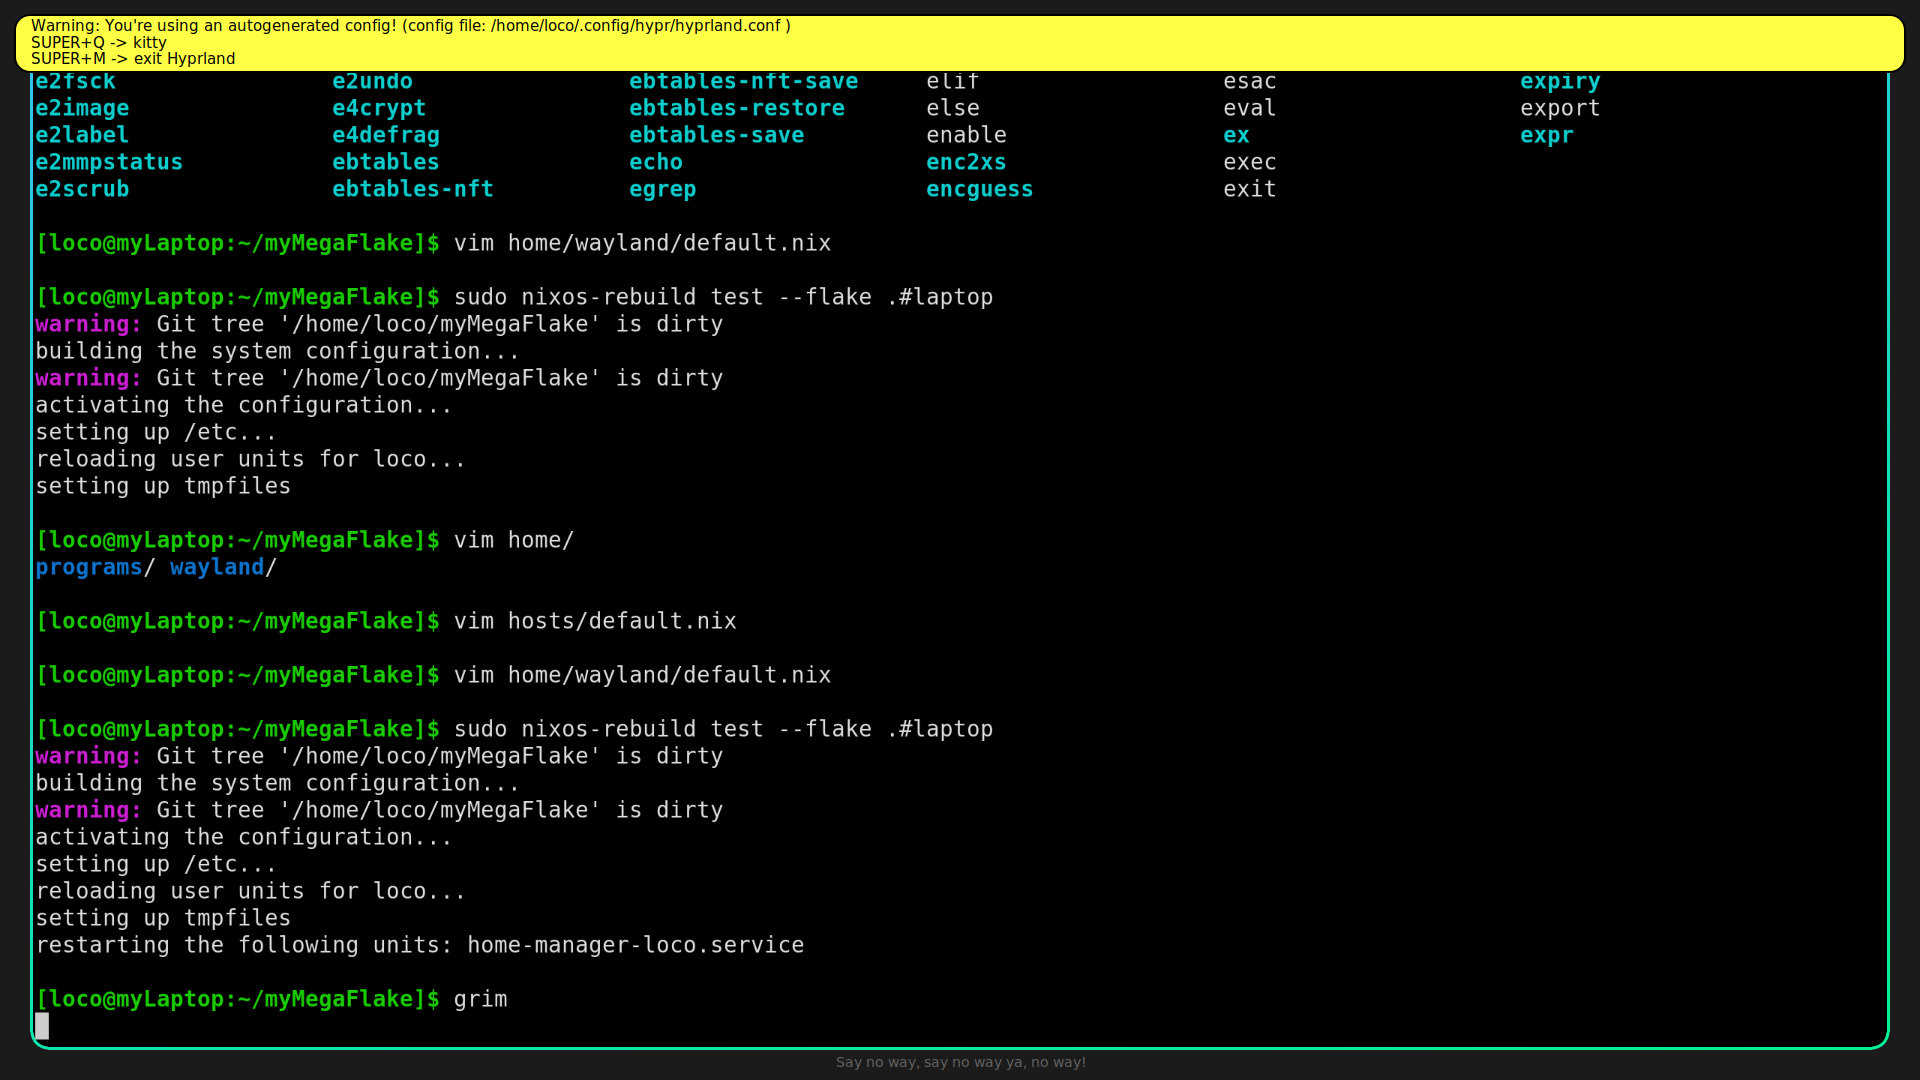 Warning: You're using an autogenerated config! (config file: /home/loco/.config/hypr/hyprland.conf )
SUPER+Q -> kitty
SUPER+M -> exit Hyprland
e2fsck e2undo ebtables-nft-save elif esac expiry
e2image e4crypt ebtables-restore else eval export
e2label e4defrag ebtables-save enable ex expr
e2mmpstatus ebtables echo enc2xs exec
e2scrub ebtables-nft egrep encguess exit
[loco@myLaptop:~/myMegaFlake]$ vim home/wayland/default.nix
[loco@myLaptop:~/myMegaFlake]$ sudo nixos-rebuild test --flake .#laptop
warning: Git tree '/home/loco/myMegaFlake' is dirty
building the system configuration...
warning: Git tree '/home/loco/myMegaFlake' is dirty
activating the configuration...
setting up /etc...
reloading user units for loco...
setting up tmpfiles
[loco@myLaptop:~/myMegaFlake]$ vim home/
programs/ wayland/
[loco@myLaptop:~/myMegaFlake]$ vim hosts/default.nix
[loco@myLaptop:~/myMegaFlake]$ vim home/wayland/default.nix
[loco@myLaptop:~/myMegaFlake]$ sudo nixos-rebuild test --flake .#laptop
warning: Git tree '/home/loco/myMegaFlake' is dirty
building the system configuration...
warning: Git tree '/home/loco/myMegaFlake' is dirty
activating the configuration...
setting up /etc...
reloading user units for loco...
setting up tmpfiles
restarting the following units: home-manager-loco.service
[loco@myLaptop:~/myMegaFlake]$ grim
Say no way, say no way ya, no way!